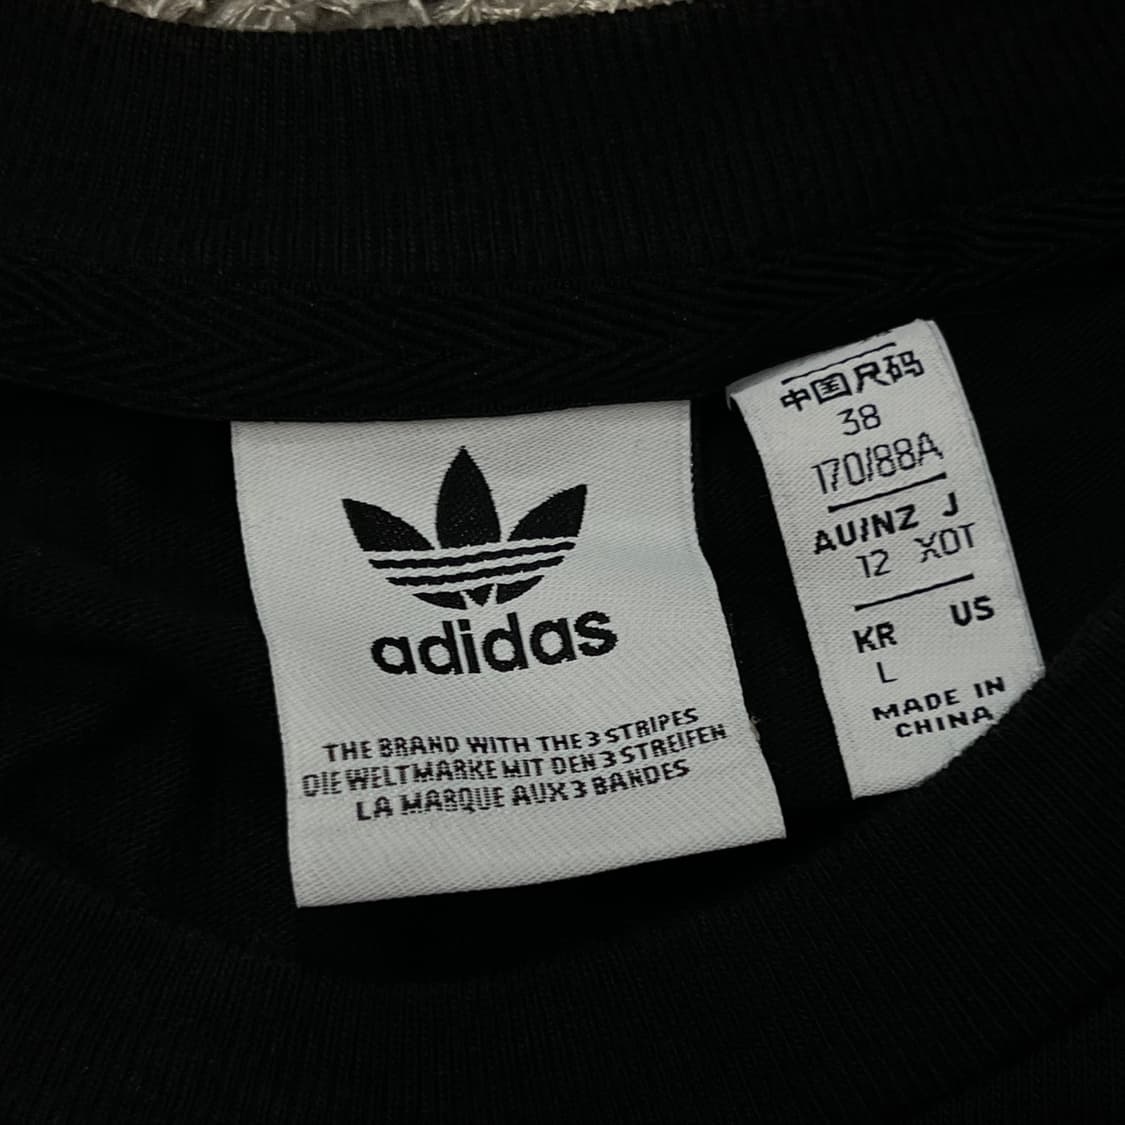 adidas
THE BRAND WITH THE 3 STRIPES
DIE WELTMARKE MIT DEN 3 STREIFEN
LA MARQUE AUX 3 BANDES
中国尺码
38
170/88A
AU/NZ J
12 XOT
KR US
L
MADE IN
CHINA